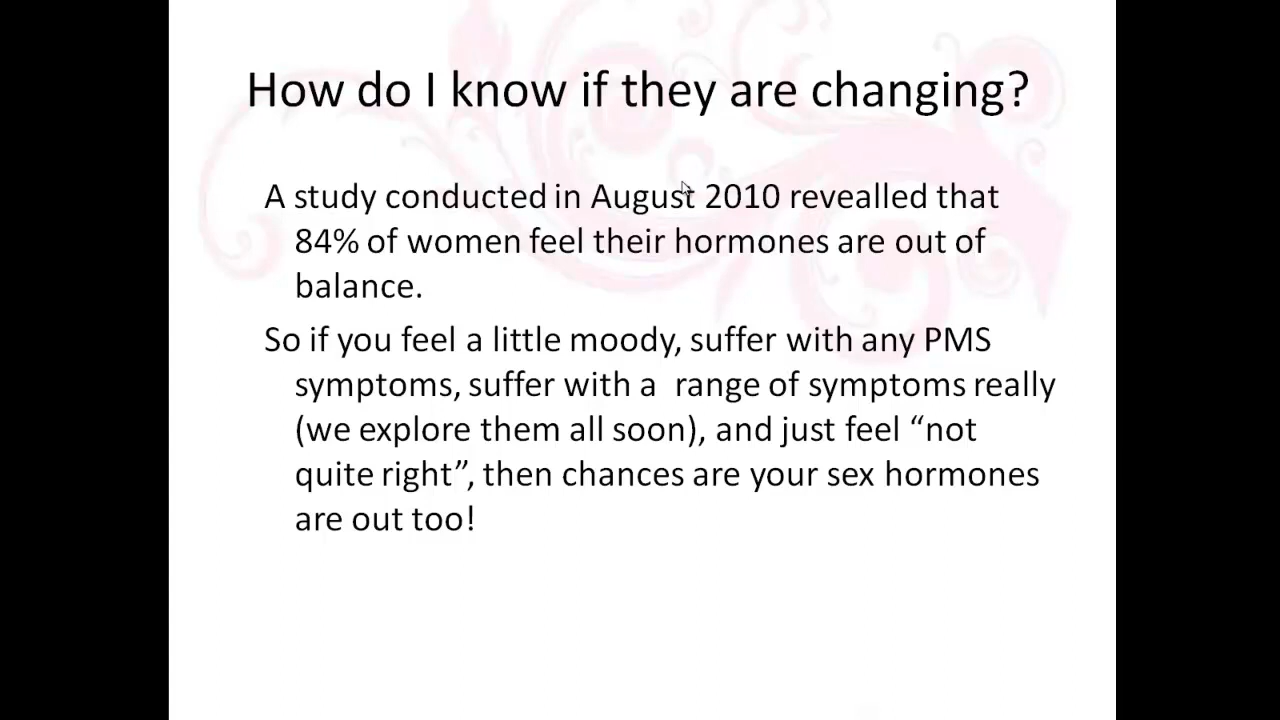 How do I know if they are changing?
A study conducted in August 2010 revealled that
84% of women feel their hormones are out of
balance.
So if you feel a little moody, suffer with any PMS
symptoms, suffer with a  range of symptoms really
(we explore them all soon), and just feel “not
quite right”, then chances are your sex hormones
are out too!